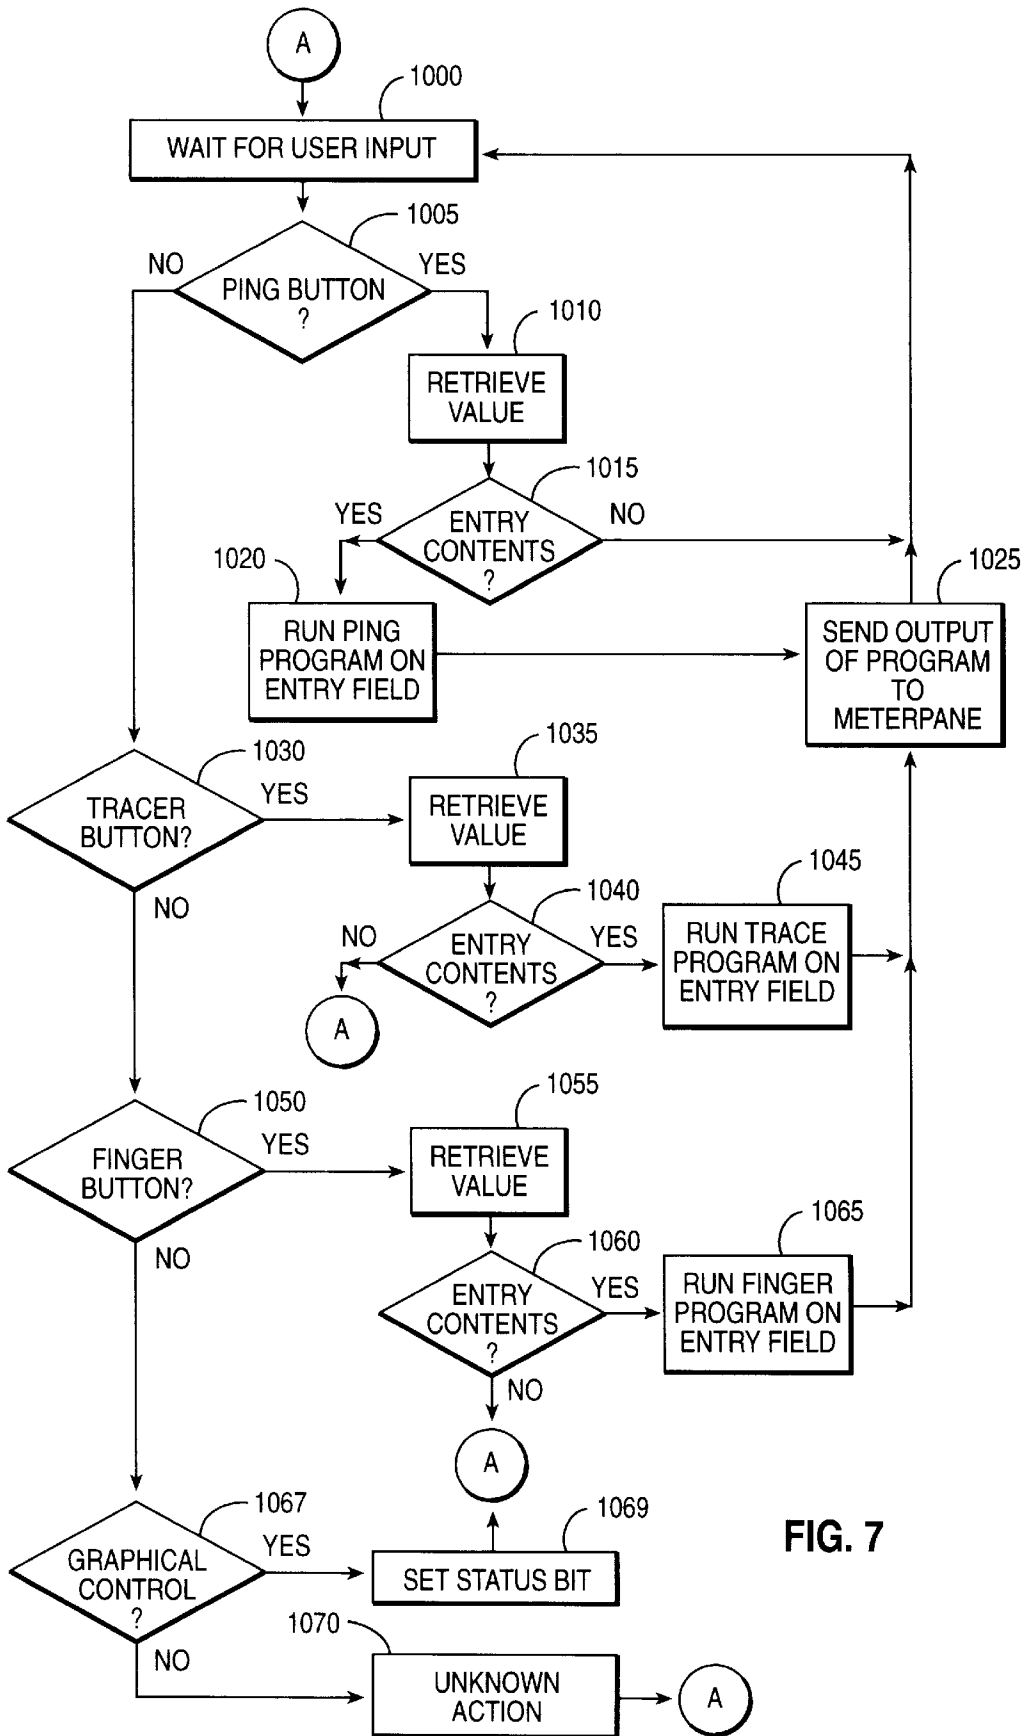 A
1000
WAIT FOR USER INPUT
1005
NO
YES
PING BUTTON
?
1010
RETRIEVE
VALUE
1015
YES
NO
ENTRY
CONTENTS
?
1020
RUN PING
PROGRAM ON
ENTRY FIELD
1025
SEND OUTPUT
OF PROGRAM
TO
METERPANE
1030
YES
TRACER
BUTTON?
NO
1035
RETRIEVE
VALUE
1040
NO
YES
ENTRY
CONTENTS
?
A
1045
RUN TRACE
PROGRAM ON
ENTRY FIELD
1050
YES
FINGER
BUTTON?
NO
1055
RETRIEVE
VALUE
1060
YES
ENTRY
CONTENTS
?
NO
1065
RUN FINGER
PROGRAM ON
ENTRY FIELD
A
1067
YES
GRAPHICAL
CONTROL
?
NO
1069
SET STATUS BIT
1070
UNKNOWN
ACTION
A
FIG. 7